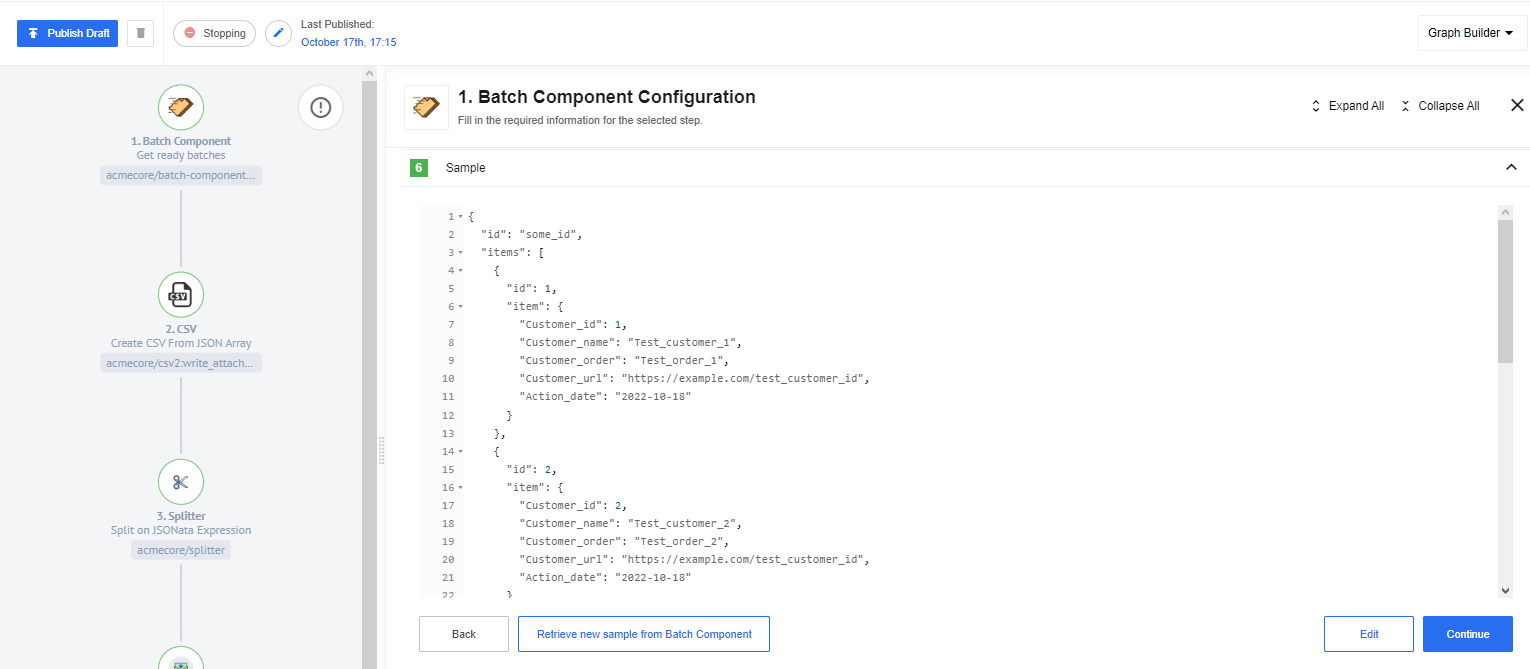 Publish Draft
Stopping
Last Published:
October 17th, 17:15
Graph Builder
1. Batch Component
Get ready batches
acmecore/batch-component...
2. CSV
Create CSV From JSON Array
acmecore/csv2:write_attach...
3. Splitter
Split on JSONata Expression
acmecore/splitter
1. Batch Component Configuration
Fill in the required information for the selected step.
Expand All
Collapse All
6 Sample
1 {
2 "id": "some_id",
3 "items": [
4 {
5 "id": 1,
6 "item": {
7 "Customer_id": 1,
8 "Customer_name": "Test_customer_1",
9 "Customer_order": "Test_order_1",
10 "Customer_url": "https://example.com/test_customer_id",
11 "Action_date": "2022-10-18"
12 }
13 },
14 {
15 "id": 2,
16 "item": {
17 "Customer_id": 2,
18 "Customer_name": "Test_customer_2",
19 "Customer_order": "Test_order_2",
20 "Customer_url": "https://example.com/test_customer_id",
21 "Action_date": "2022-10-18"
22 }
Back
Retrieve new sample from Batch Component
Edit
Continue